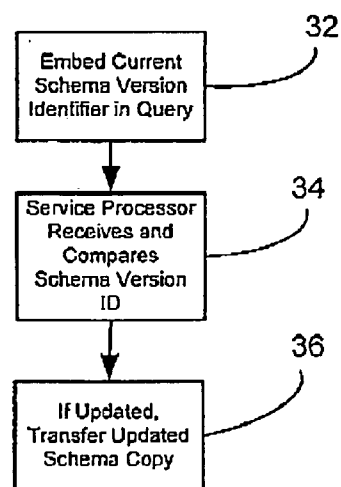 32
Embed Current
Schema Version
Identifier in Query
34
Service Processor
Receives and
Compares
Schema Version
ID
36
If Updated,
Transfer Updated
Schema Copy